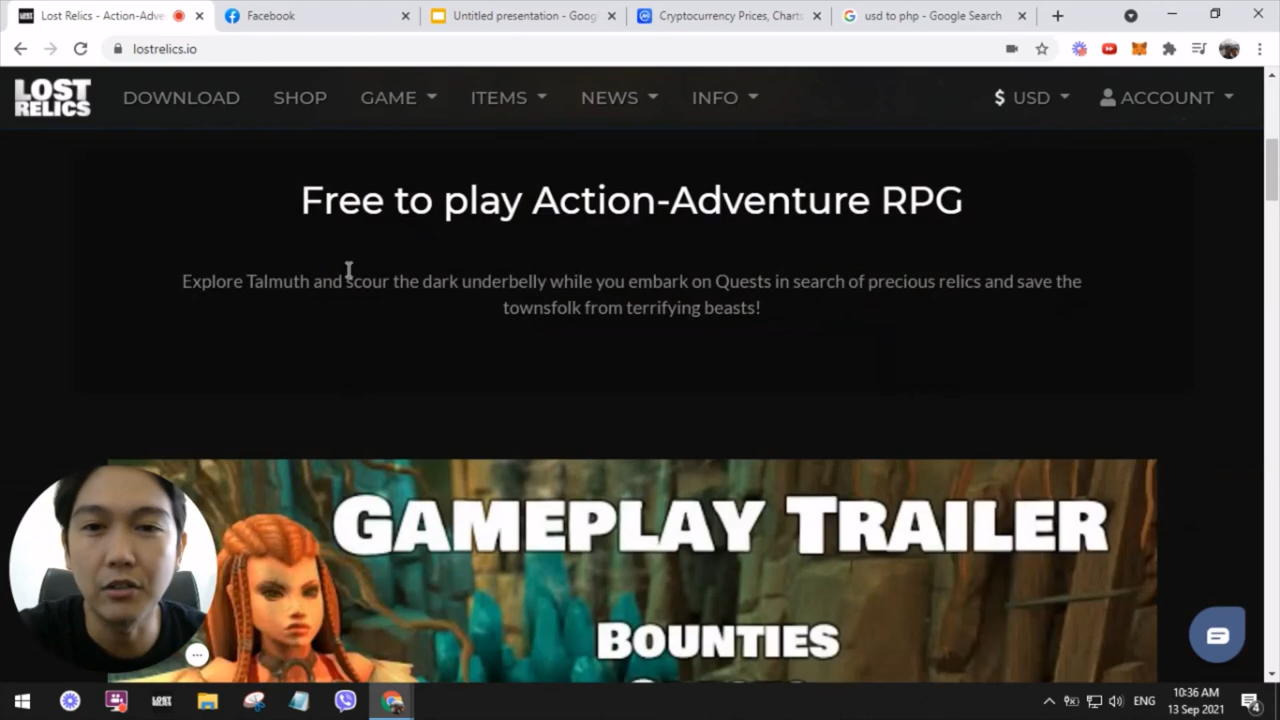 Lost Relics - Action-Adve
Facebook
Untitled presentation - Goog
Cryptocurrency Prices, Charts
usd to php - Google Search
lostrelics.io
LOST RELICS
DOWNLOAD
SHOP
GAME
ITEMS
NEWS
INFO
$ USD
ACCOUNT
Free to play Action-Adventure RPG
Explore Talmuth and scour the dark underbelly while you embark on Quests in search of precious relics and save the
townsfolk from terrifying beasts!
GAMEPLAY TRAILER
BOUNTIES
LOST
ENG
10:36 AM
13 Sep 2021
4